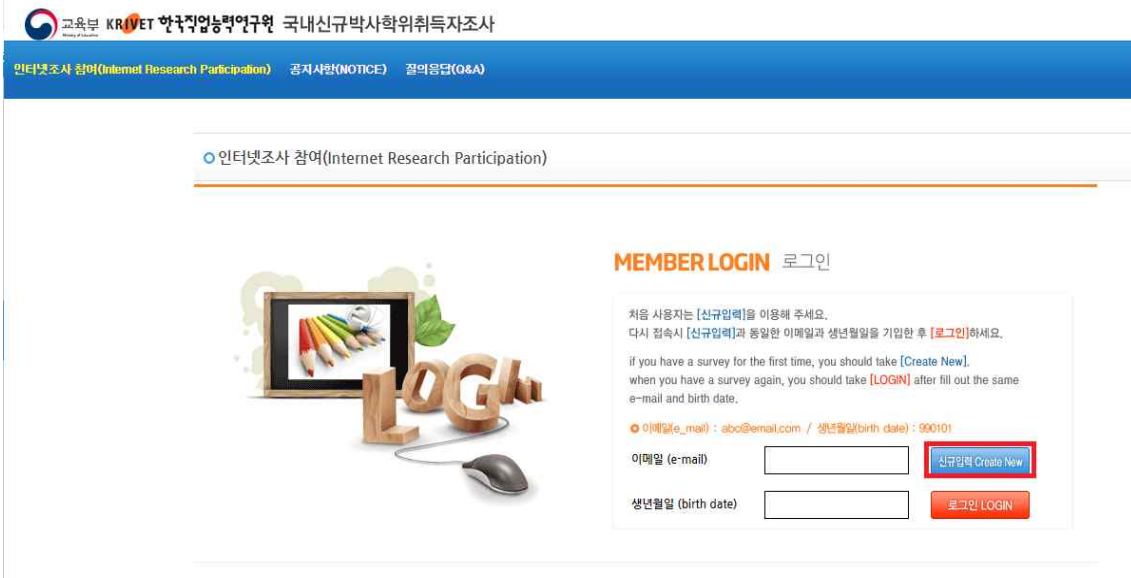 교육부 KRIVET 한국직업능력연구원 국내신규박사학위취득자조사
Ministry of Education
인터넷조사 참여(Internet Research Participation) 공지사항(NOTICE) 질의응답(Q&A)
인터넷조사 참여(Internet Research Participation)
MEMBER LOGIN 로그인
처음 사용자는 [신규입력]을 이용해 주세요.
다시 접속시 [신규입력]과 동일한 이메일과 생년월일을 기입한 후 [로그인]하세요.
if you have a survey for the first time, you should take [Create New].
when you have a survey again, you should take [LOGIN] after fill out the same
e-mail and birth date.
이메일(e_mail) : abc@email.com / 생년월일(birth date) : 990101
이메일 (e-mail) 신규입력 Create New
생년월일 (birth date) 로그인 LOGIN
LOGIn